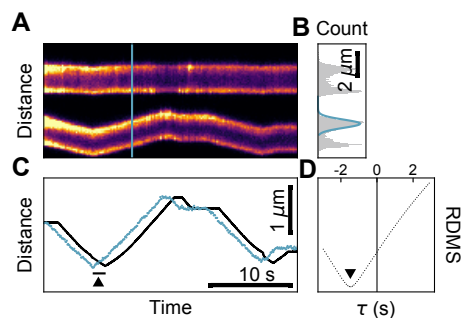 A
B
Count
Distance
2 μm
C
D
-2 0 2
Distance
1 μm
10 s
RDMS
Time
τ (s)